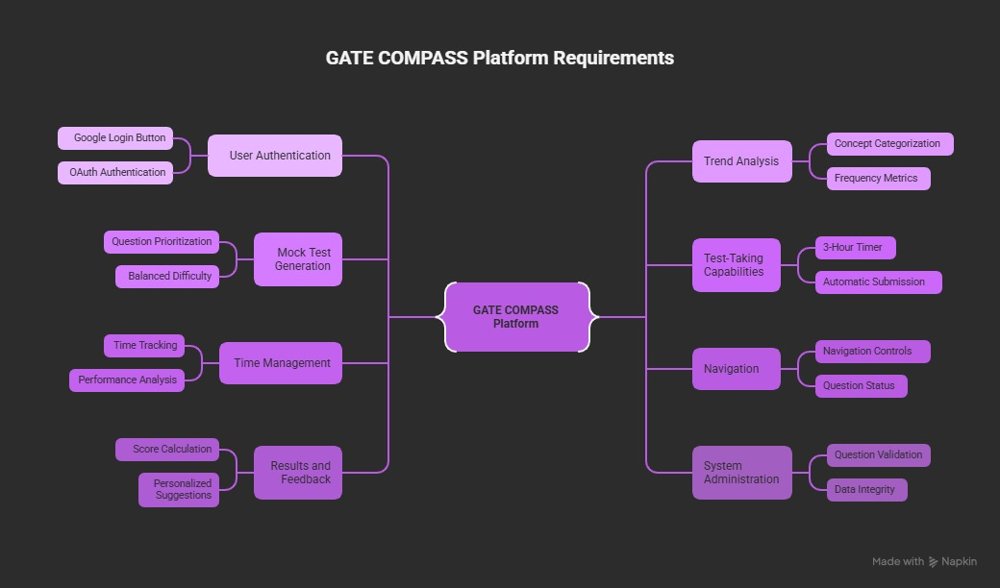 GATE COMPASS Platform Requirements
Google Login Button
OAuth Authentication
User Authentication
Question Prioritization
Balanced Difficulty
Mock Test
Generation
Time Tracking
Performance Analysis
Time Management
Score Calculation
Personalized
Suggestions
Results and
Feedback
GATE COMPASS
Platform
Trend Analysis
Concept Categorization
Frequency Metrics
Test-Taking
Capabilities
3-Hour Timer
Automatic Submission
Navigation
Navigation Controls
Question Status
System
Administration
Question Validation
Data Integrity
Made with Napkin